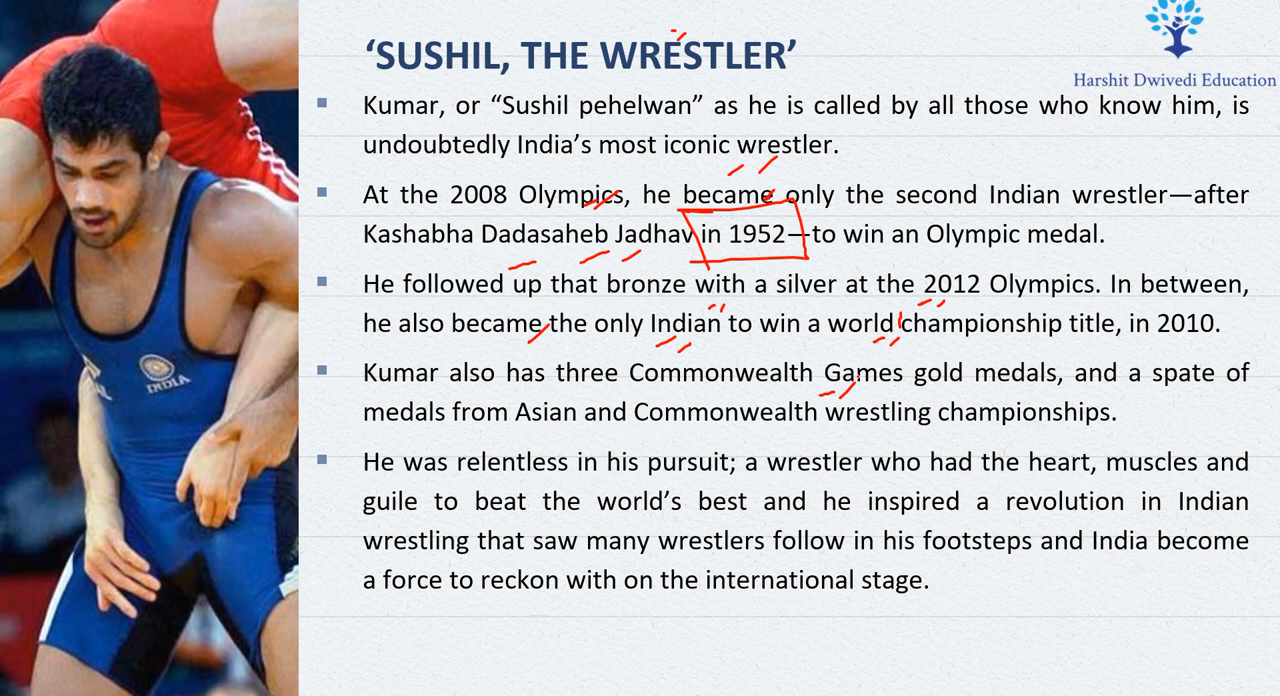 ‘SUSHIL, THE WRESTLER’
Harshit Dwivedi Education
Kumar, or “Sushil pehelwan” as he is called by all those who know him, is
undoubtedly India’s most iconic wrestler.
At the 2008 Olympics, he became only the second Indian wrestler—after
Kashabha Dadasaheb Jadhav in 1952—to win an Olympic medal.
He followed up that bronze with a silver at the 2012 Olympics. In between,
he also became the only Indian to win a world championship title, in 2010.
Kumar also has three Commonwealth Games gold medals, and a spate of
medals from Asian and Commonwealth wrestling championships.
He was relentless in his pursuit; a wrestler who had the heart, muscles and
guile to beat the world’s best and he inspired a revolution in Indian
wrestling that saw many wrestlers follow in his footsteps and India become
a force to reckon with on the international stage.
INDIA